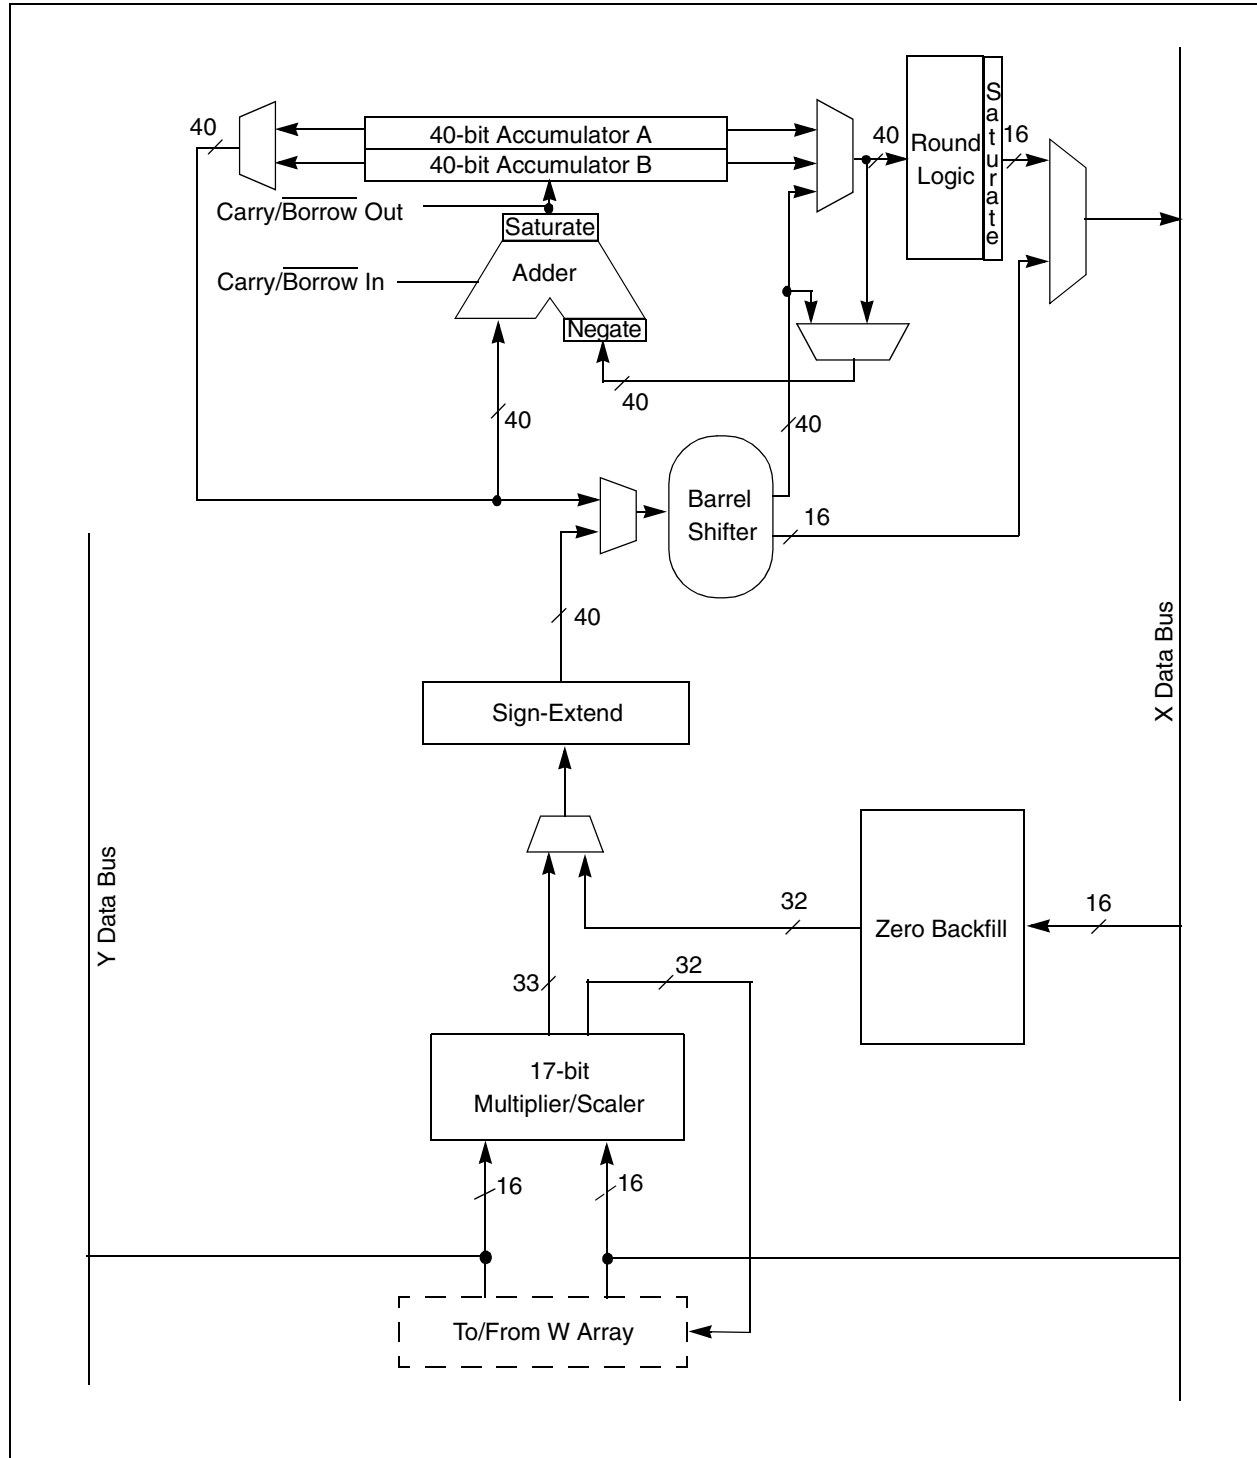 40
40-bit Accumulator A
40-bit Accumulator B
40
Round
Logic
Saturate
16
Carry/Borrow Out
Saturate
Carry/Borrow In
Adder
Negate
40
40
40
Barrel
Shifter
16
40
X Data Bus
Sign-Extend
Y Data Bus
32
Zero Backfill
16
33
32
17-bit
Multiplier/Scaler
16
16
To/From W Array